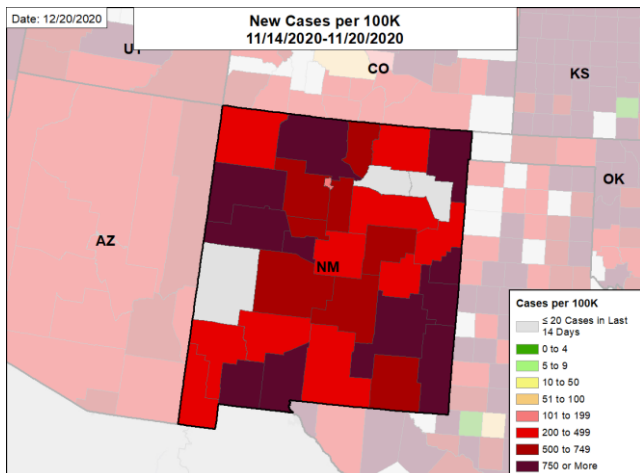 Date: 12/20/2020
New Cases per 100K
11/14/2020-11/20/2020
UT
CO
KS
OK
AZ
NM
Cases per 100K
≤ 20 Cases in Last
14 Days
0 to 4
5 to 9
10 to 50
51 to 100
101 to 199
200 to 499
500 to 749
750 or More